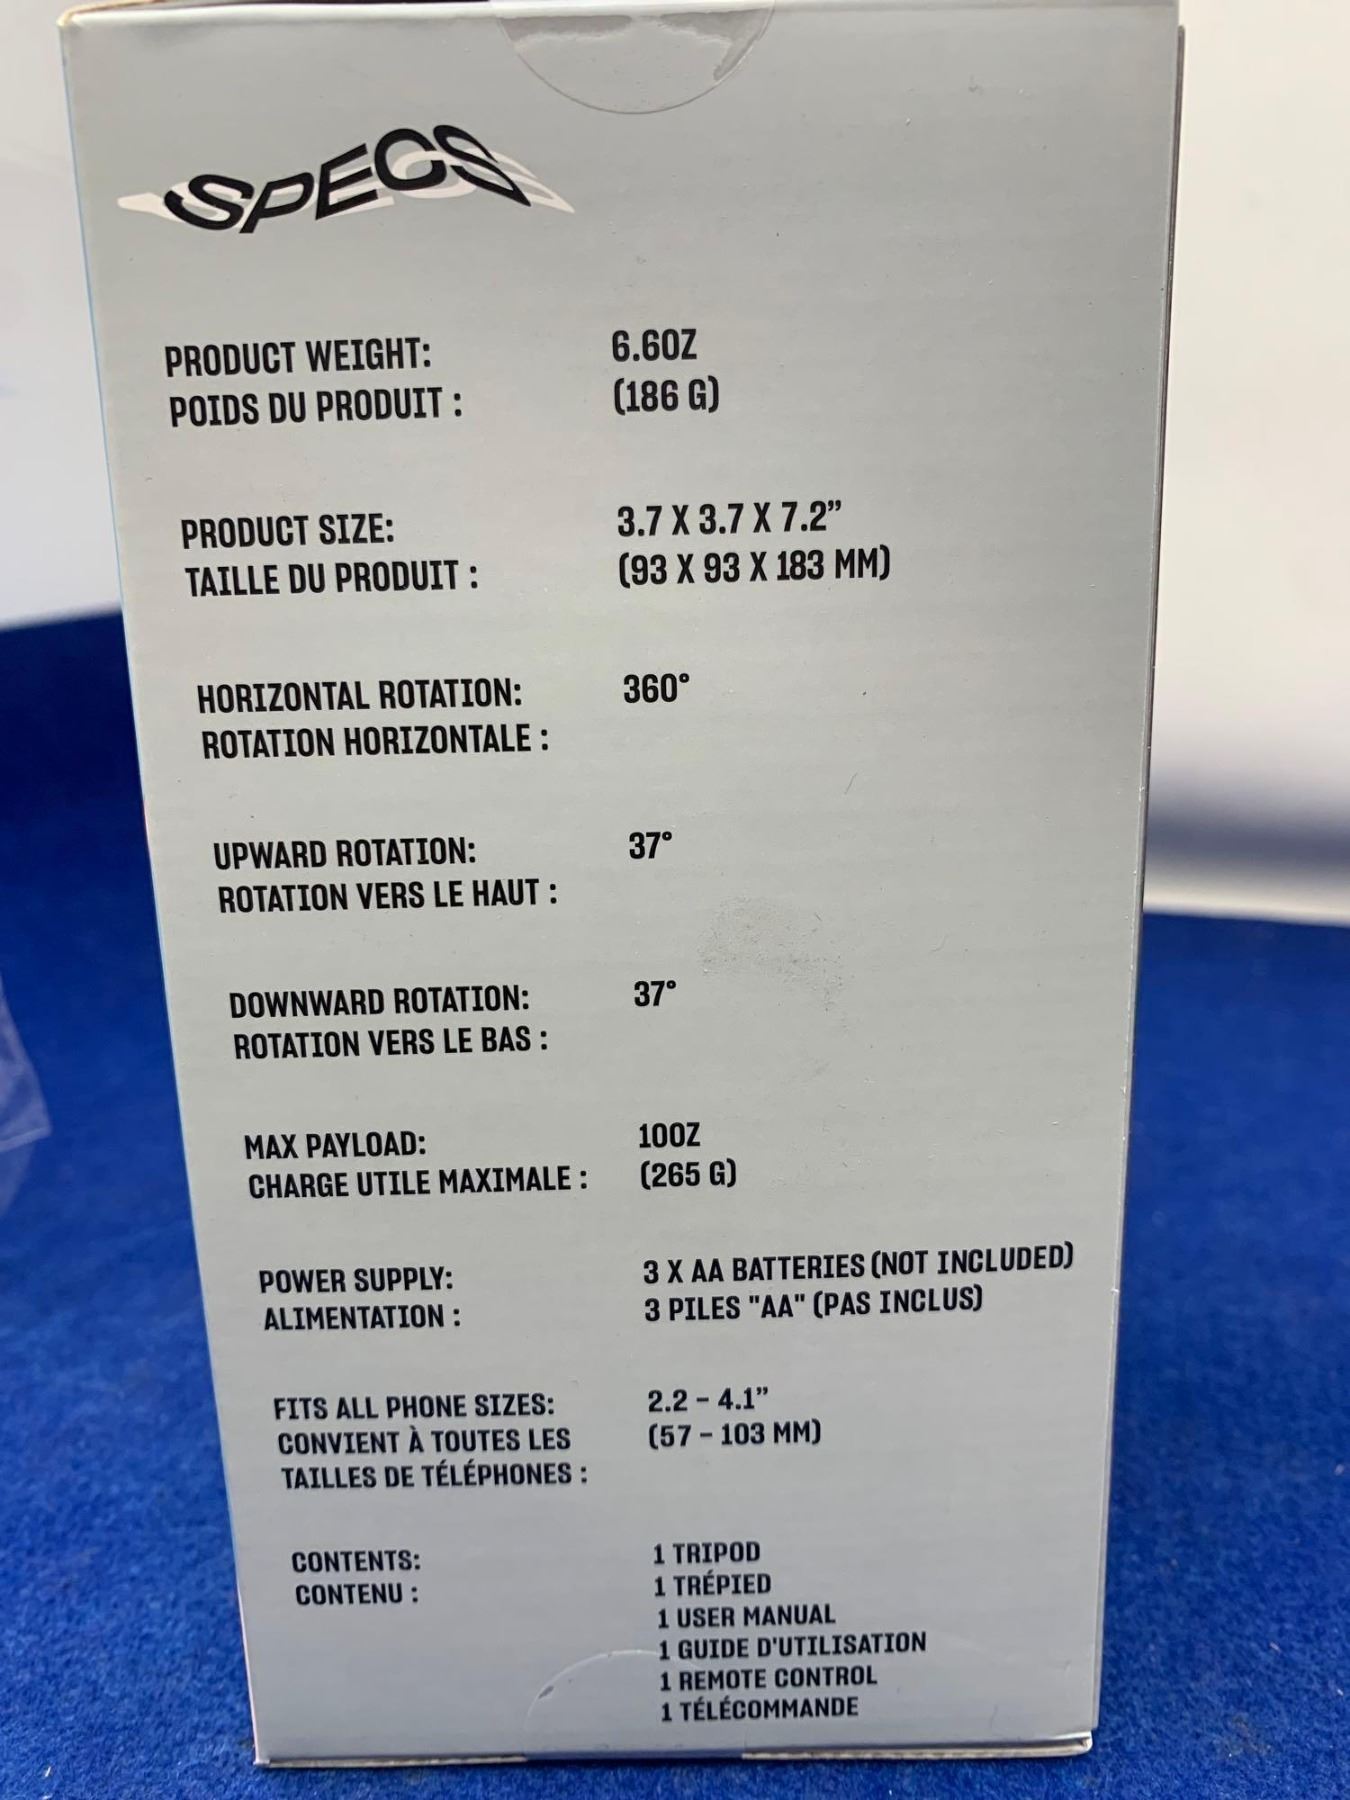 SPECS
PRODUCT WEIGHT: 6.6OZ
POIDS DU PRODUIT : (186 G)
PRODUCT SIZE: 3.7 X 3.7 X 7.2”
TAILLE DU PRODUIT : (93 X 93 X 183 MM)
HORIZONTAL ROTATION: 360°
ROTATION HORIZONTALE :
UPWARD ROTATION: 37°
ROTATION VERS LE HAUT :
DOWNWARD ROTATION: 37°
ROTATION VERS LE BAS :
MAX PAYLOAD: 10OZ
CHARGE UTILE MAXIMALE : (265 G)
POWER SUPPLY: 3 X AA BATTERIES (NOT INCLUDED)
ALIMENTATION : 3 PILES "AA" (PAS INCLUS)
FITS ALL PHONE SIZES: 2.2 – 4.1”
CONVIENT À TOUTES LES (57 – 103 MM)
TAILLES DE TÉLÉPHONES :
CONTENTS: 1 TRIPOD
CONTENU : 1 TRÉPIED
1 USER MANUAL
1 GUIDE D'UTILISATION
1 REMOTE CONTROL
1 TÉLÉCOMMANDE